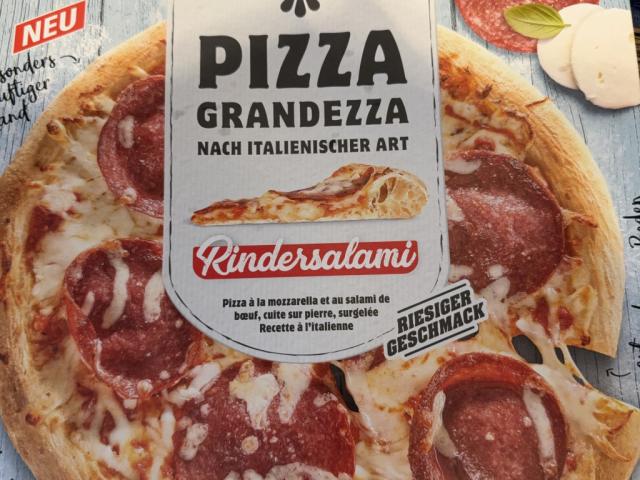 NEU
PIZZA
GRANDEZZA
NACH ITALIENISCHER ART
Rindersalami
Pizza à la mozzarella et au salami de
bœuf, cuite sur pierre, surgelée
Recette à l'italienne
RIESIGER
GESCHMACK